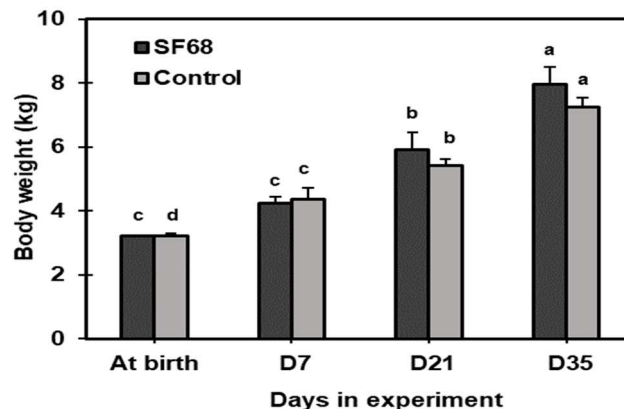 10
8
6
4
2
0
Body weight (kg)
SF68
Control
c d
c c
b b
a a
At birth D7 D21 D35
Days in experiment